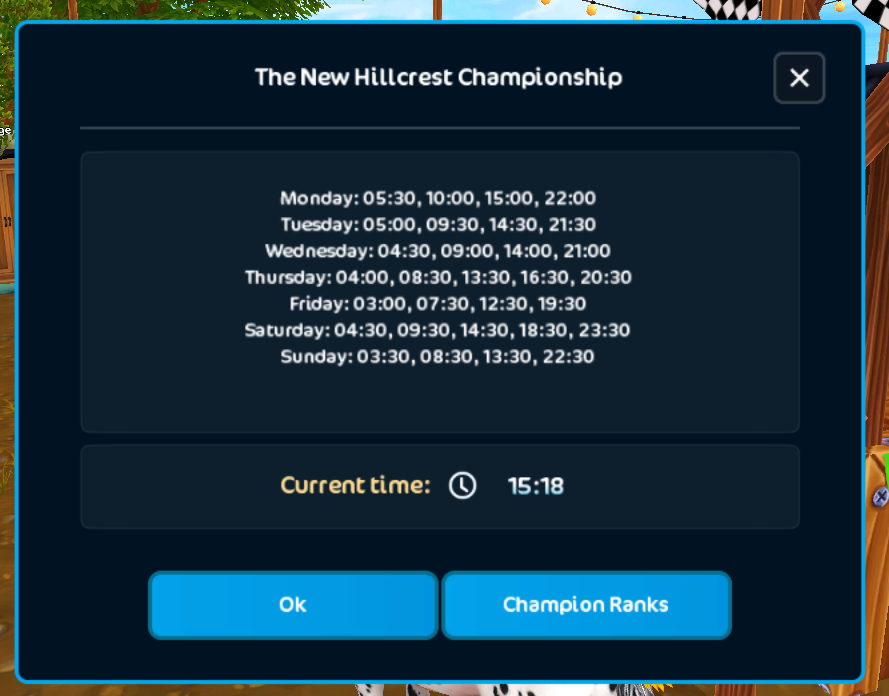 The New Hillcrest Championship
Monday: 05:30, 10:00, 15:00, 22:00
Tuesday: 05:00, 09:30, 14:30, 21:30
Wednesday: 04:30, 09:00, 14:00, 21:00
Thursday: 04:00, 08:30, 13:30, 16:30, 20:30
Friday: 03:00, 07:30, 12:30, 19:30
Saturday: 04:30, 09:30, 14:30, 18:30, 23:30
Sunday: 03:30, 08:30, 13:30, 22:30
Current time: 15:18
Ok
Champion Ranks